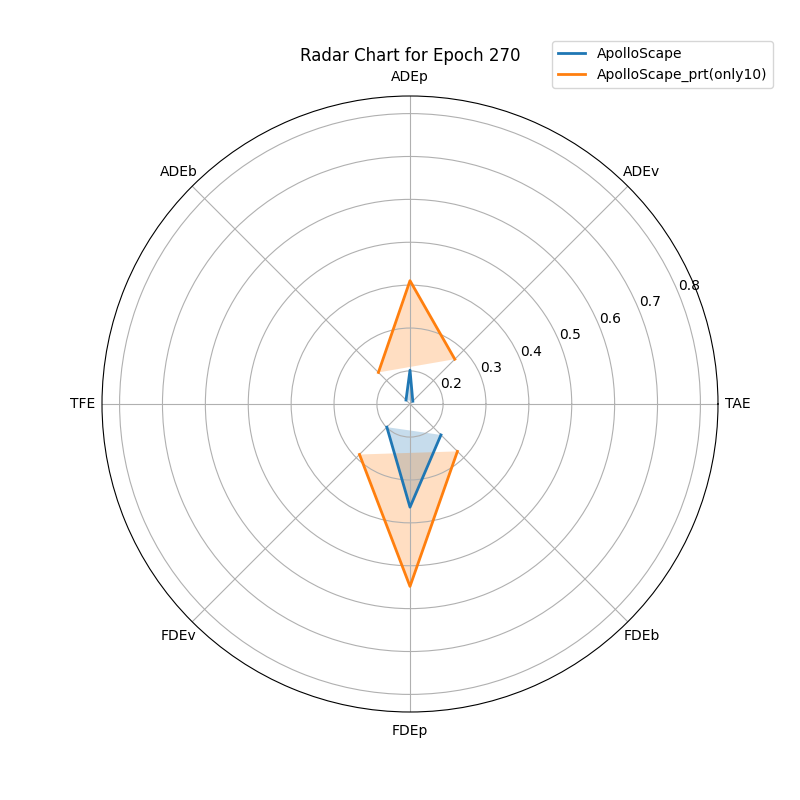 Radar Chart for Epoch 270
ApolloScape
ApolloScape_prt(only10)
ADEp
ADEb
ADEv
0.8
0.7
0.6
0.5
0.4
0.3
0.2
TFE
TAE
FDEv
FDEb
FDEp